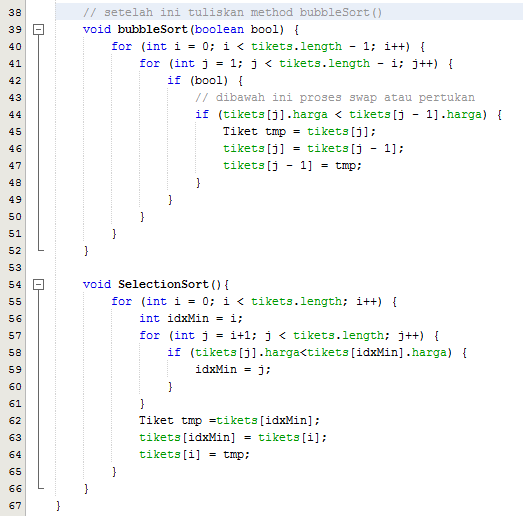 38 // setelah ini tuliskan method bubbleSort()
39 void bubbleSort(boolean bool) {
40 for (int i = 0; i < tikets.length - 1; i++) {
41 for (int j = 1; j < tikets.length - i; j++) {
42 if (bool) {
43 // dibawah ini proses swap atau pertukan
44 if (tikets[j].harga < tikets[j - 1].harga) {
45 Tiket tmp = tikets[j];
46 tikets[j] = tikets[j - 1];
47 tikets[j - 1] = tmp;
48 }
49 }
50 }
51 }
52 }
53
54 void SelectionSort(){
55 for (int i = 0; i < tikets.length; i++) {
56 int idxMin = i;
57 for (int j = i+1; j < tikets.length; j++) {
58 if (tikets[j].harga<tikets[idxMin].harga) {
59 idxMin = j;
60 }
61 }
62 Tiket tmp =tikets[idxMin];
63 tikets[idxMin] = tikets[i];
64 tikets[i] = tmp;
65 }
66 }
67 }